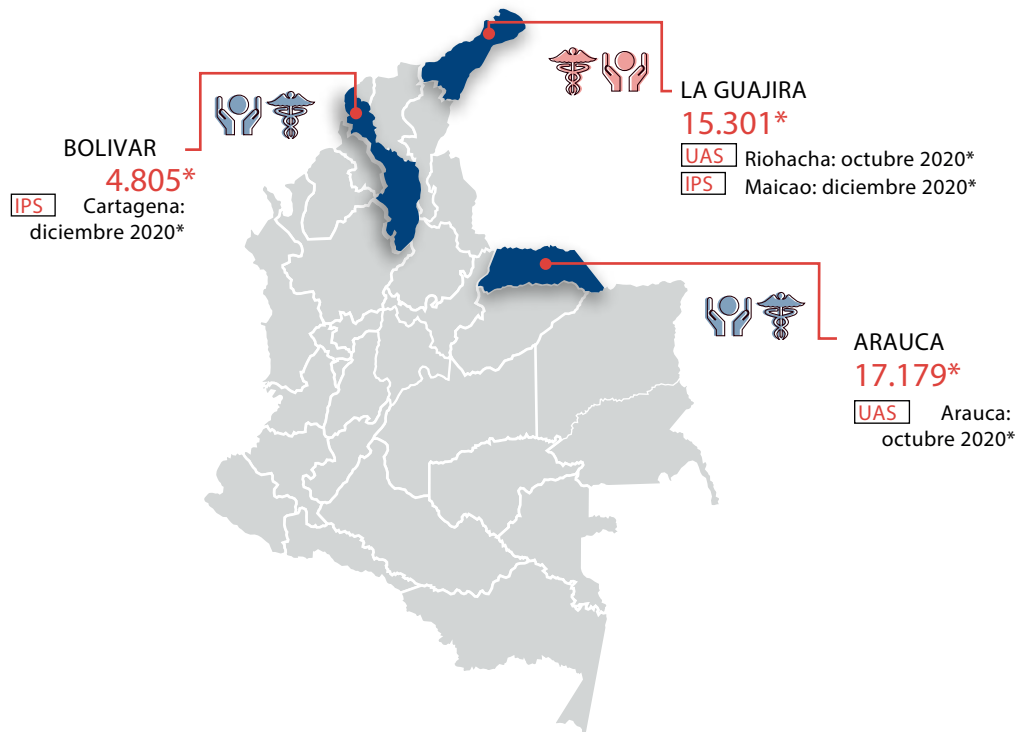 LA GUAJIRA
15.301*
UAS Riohacha: octubre 2020*
IPS Maicao: diciembre 2020*
BOLIVAR
4.805*
IPS Cartagena:
diciembre 2020*
ARAUCA
17.179*
UAS Arauca:
octubre 2020*